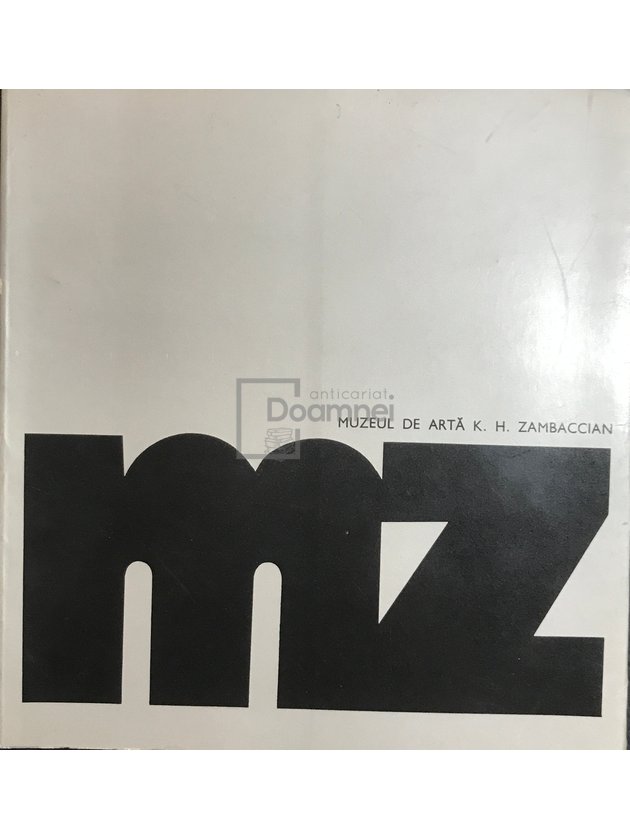 anticariat
Doamnei
MUZEUL DE ARTĂ K. H. ZAMBACCIAN
mz